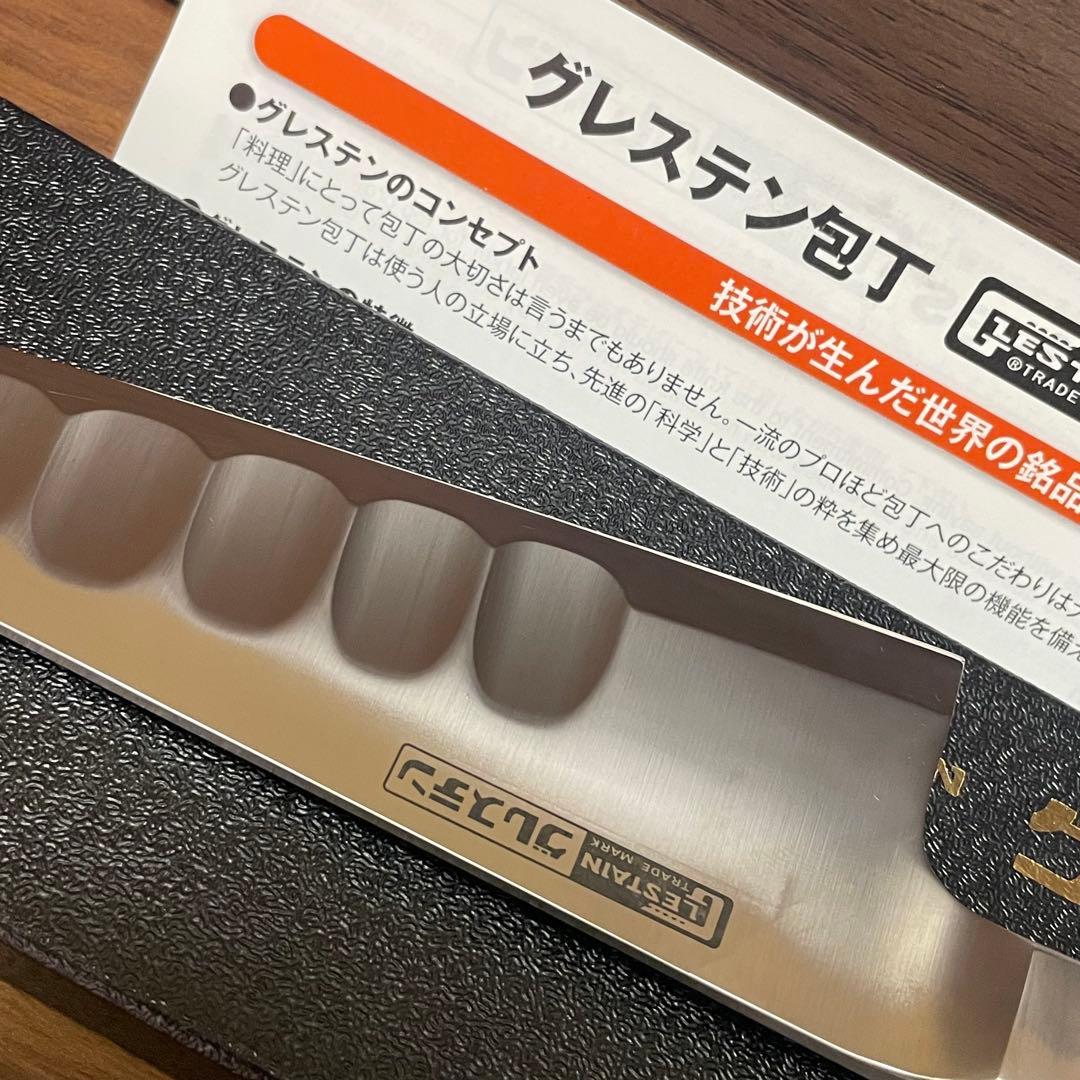 グレステン包丁
LEST
®TRADE
技術が生んだ世界の銘品
●グレステンのコンセプト
「料理」にとって包丁の大切さは言うまでもありません。一流のプロほど包丁へのこだわりは
グレステン包丁は使う人の立場に立ち、先進の「科学」と「技術」の粋を集め最大限の機能を備え
GLESTAIN グレステン
TRADE MARK